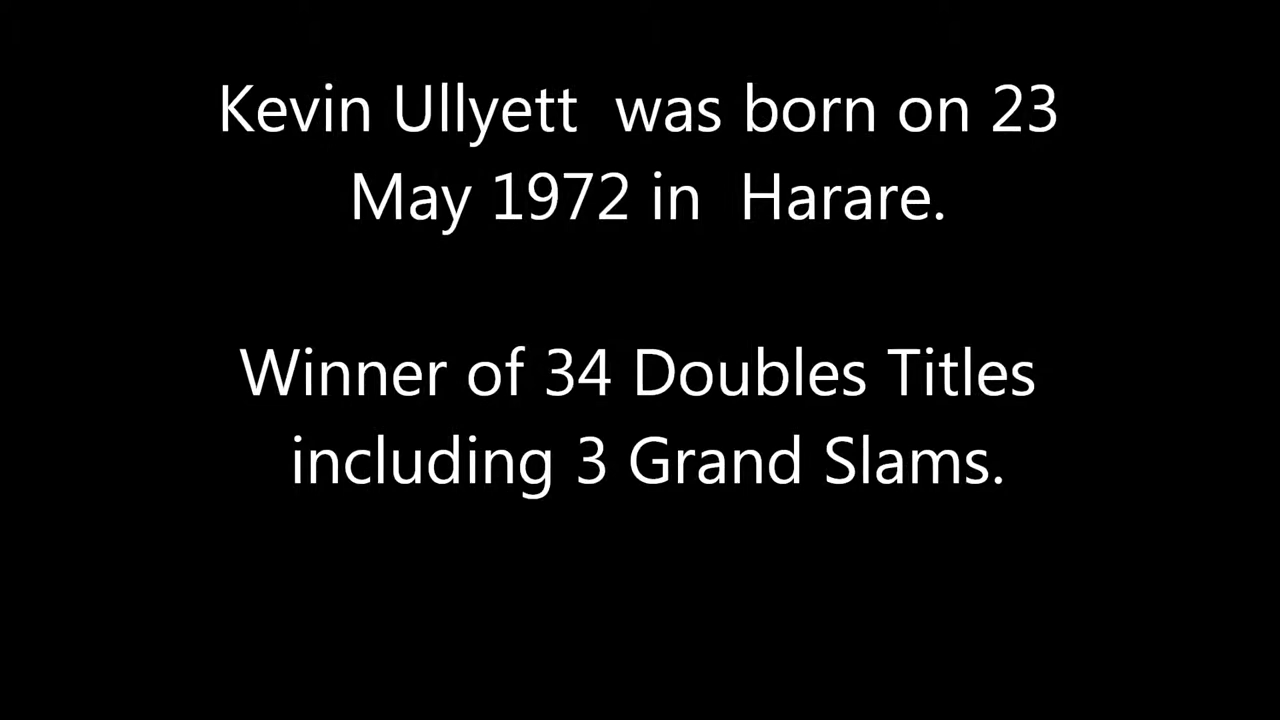 Kevin Ullyett  was born on 23
May 1972 in  Harare.
Winner of 34 Doubles Titles
including 3 Grand Slams.